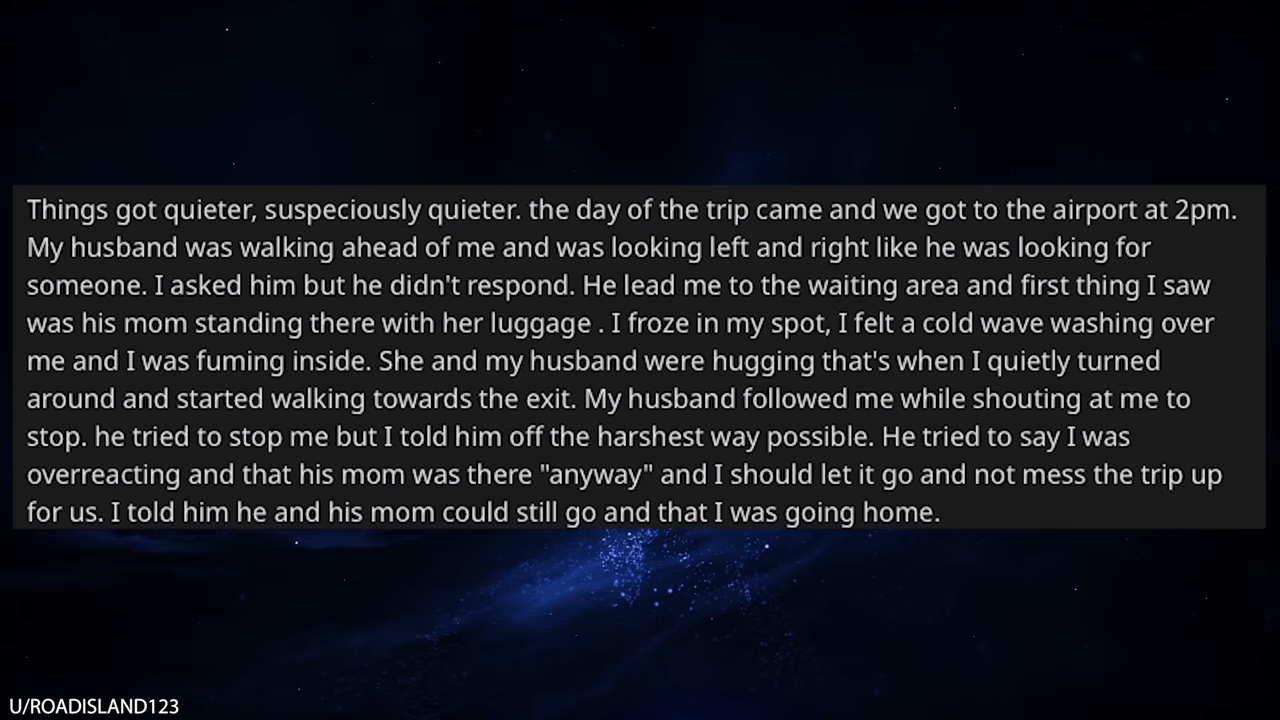 Things got quieter, suspeciously quieter. the day of the trip came and we got to the airport at 2pm.
My husband was walking ahead of me and was looking left and right like he was looking for
someone. I asked him but he didn't respond. He lead me to the waiting area and first thing I saw
was his mom standing there with her luggage . I froze in my spot, I felt a cold wave washing over
me and I was fuming inside. She and my husband were hugging that's when I quietly turned
around and started walking towards the exit. My husband followed me while shouting at me to
stop. he tried to stop me but I told him off the harshest way possible. He tried to say I was
overreacting and that his mom was there "anyway" and I should let it go and not mess the trip up
for us. I told him he and his mom could still go and that I was going home.
U/ROADISLAND123